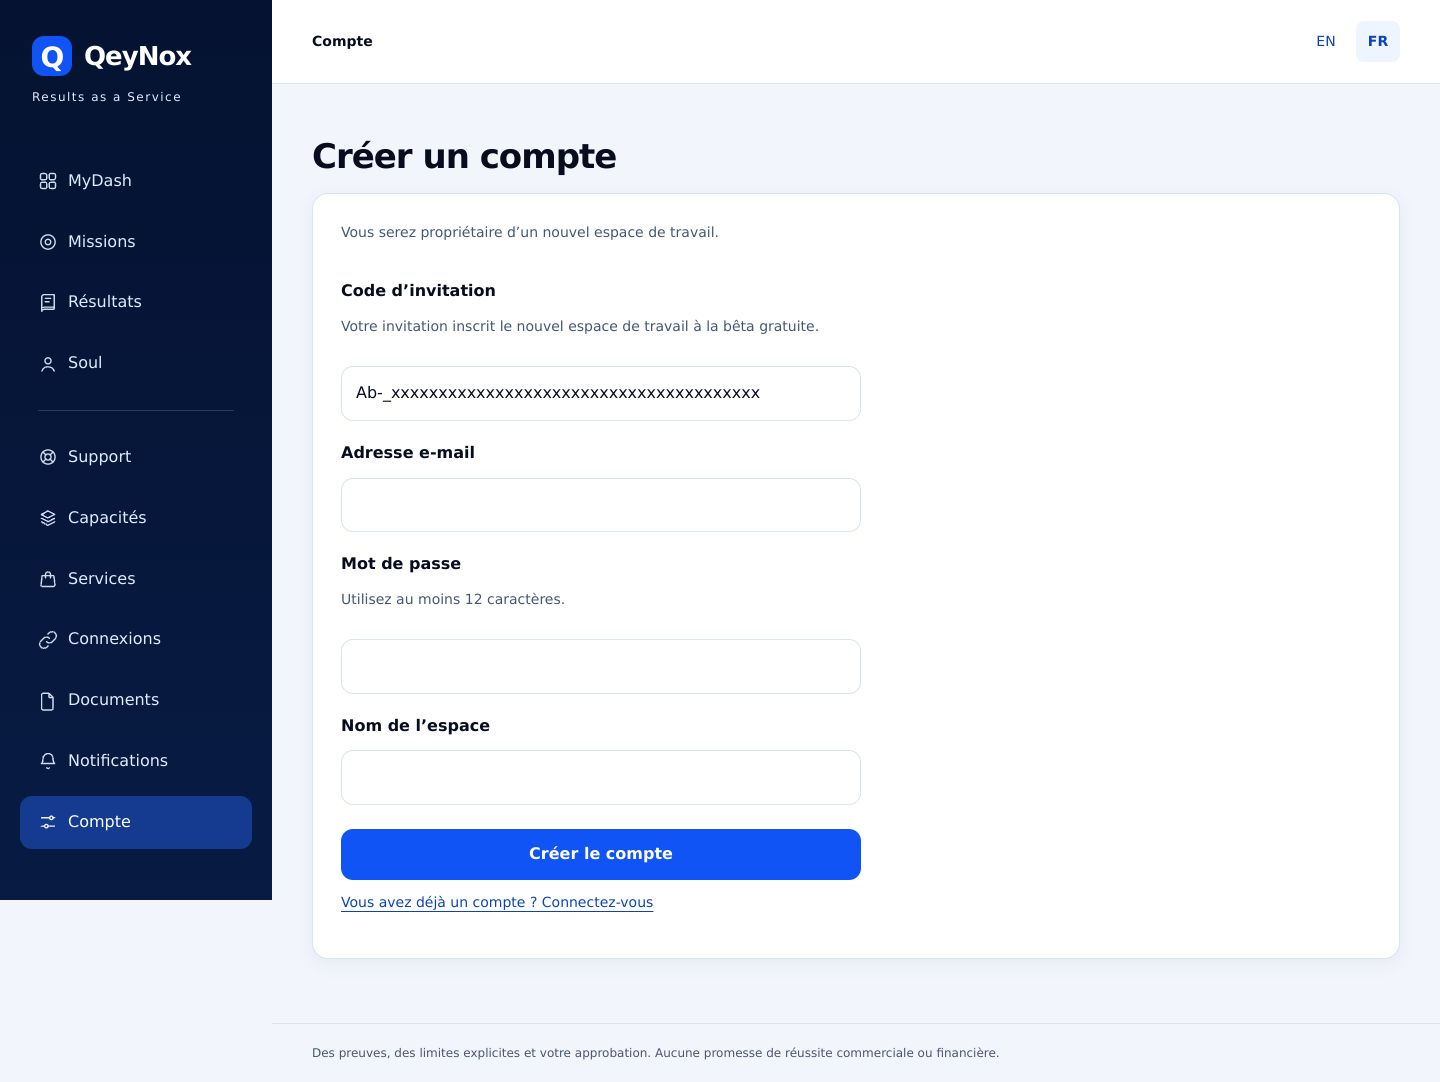 Q QeyNox
Results as a Service
MyDash
Missions
Résultats
Soul
Support
Capacités
Services
Connexions
Documents
Notifications
Compte
Compte
EN FR
Créer un compte
Vous serez propriétaire d’un nouvel espace de travail.
Code d’invitation
Votre invitation inscrit le nouvel espace de travail à la bêta gratuite.
Ab-_xxxxxxxxxxxxxxxxxxxxxxxxxxxxxxxxxxxxxxx
Adresse e-mail
Mot de passe
Utilisez au moins 12 caractères.
Nom de l’espace
Créer le compte
Vous avez déjà un compte ? Connectez-vous
Des preuves, des limites explicites et votre approbation. Aucune promesse de réussite commerciale ou financière.